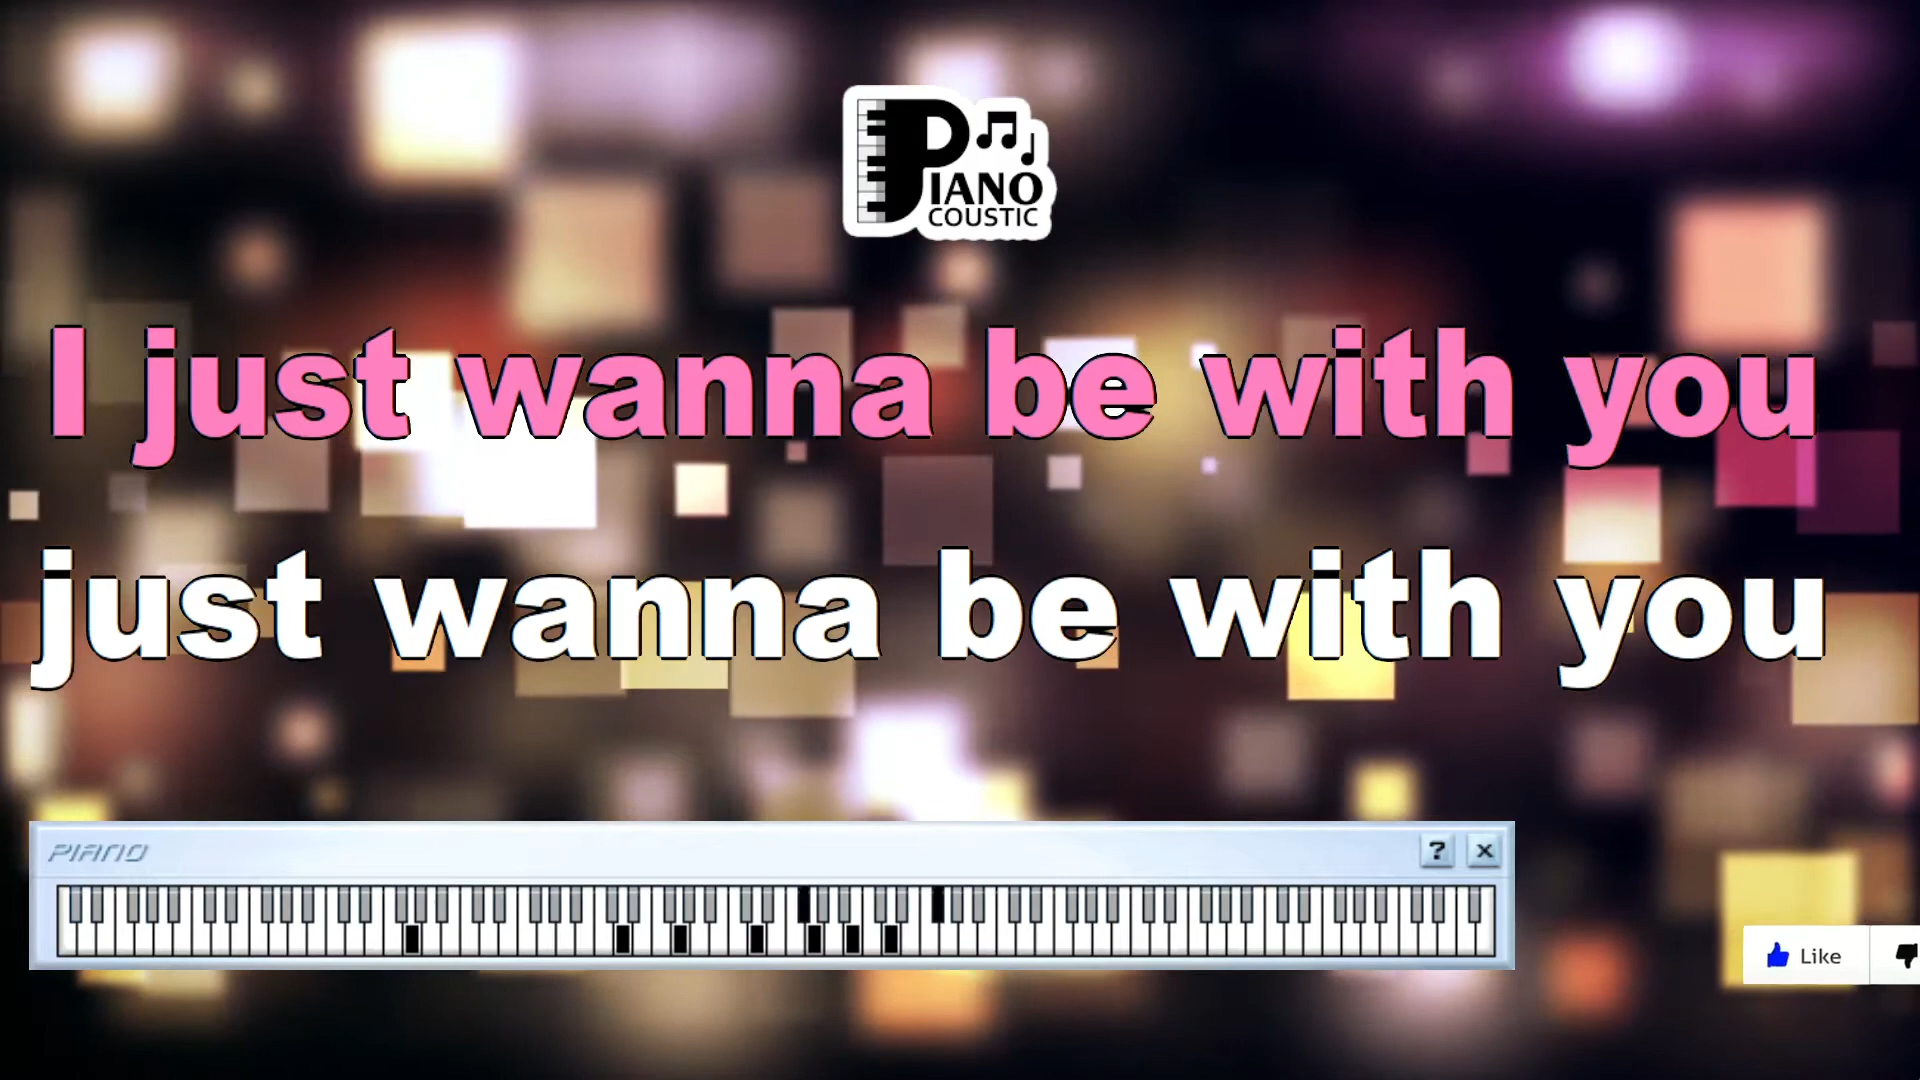 PIANO
COUSTIC
I just wanna be with you
just wanna be with you
PIANO
?
x
Like